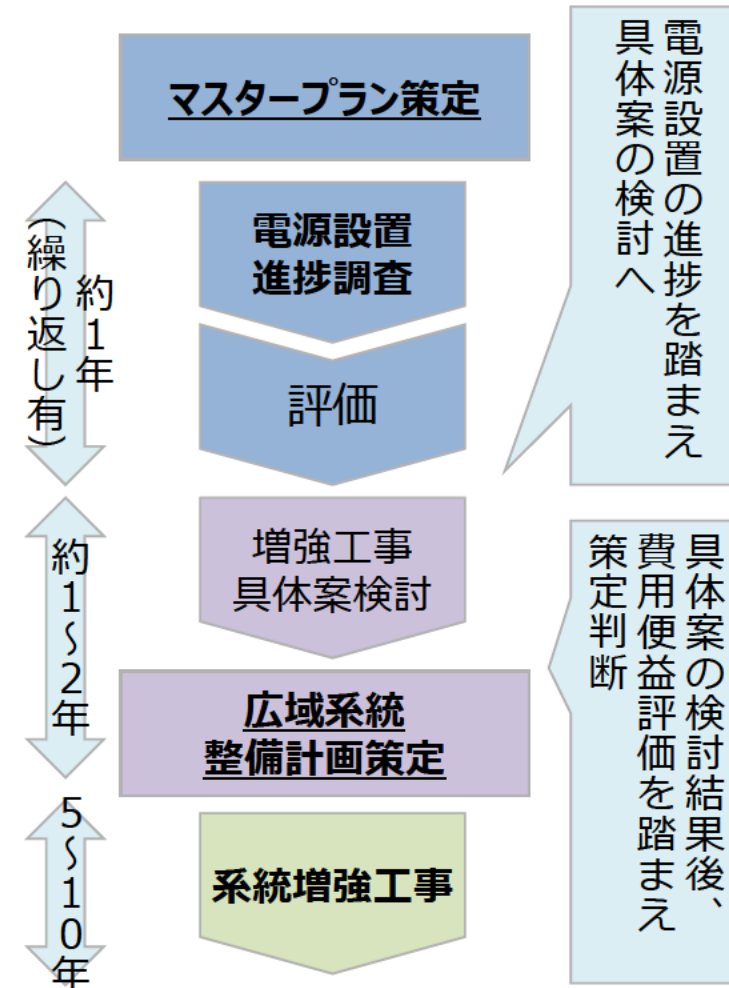 マスタープラン策定
電源設置
進捗調査
評価
約1年
(繰り返し有)
電源設置の進捗を踏まえ
具体案の検討へ
増強工事
具体案検討
広域系統
整備計画策定
約1~2年
具体案の検討結果後、
費用便益評価を踏まえ
策定判断
系統増強工事
5~10年